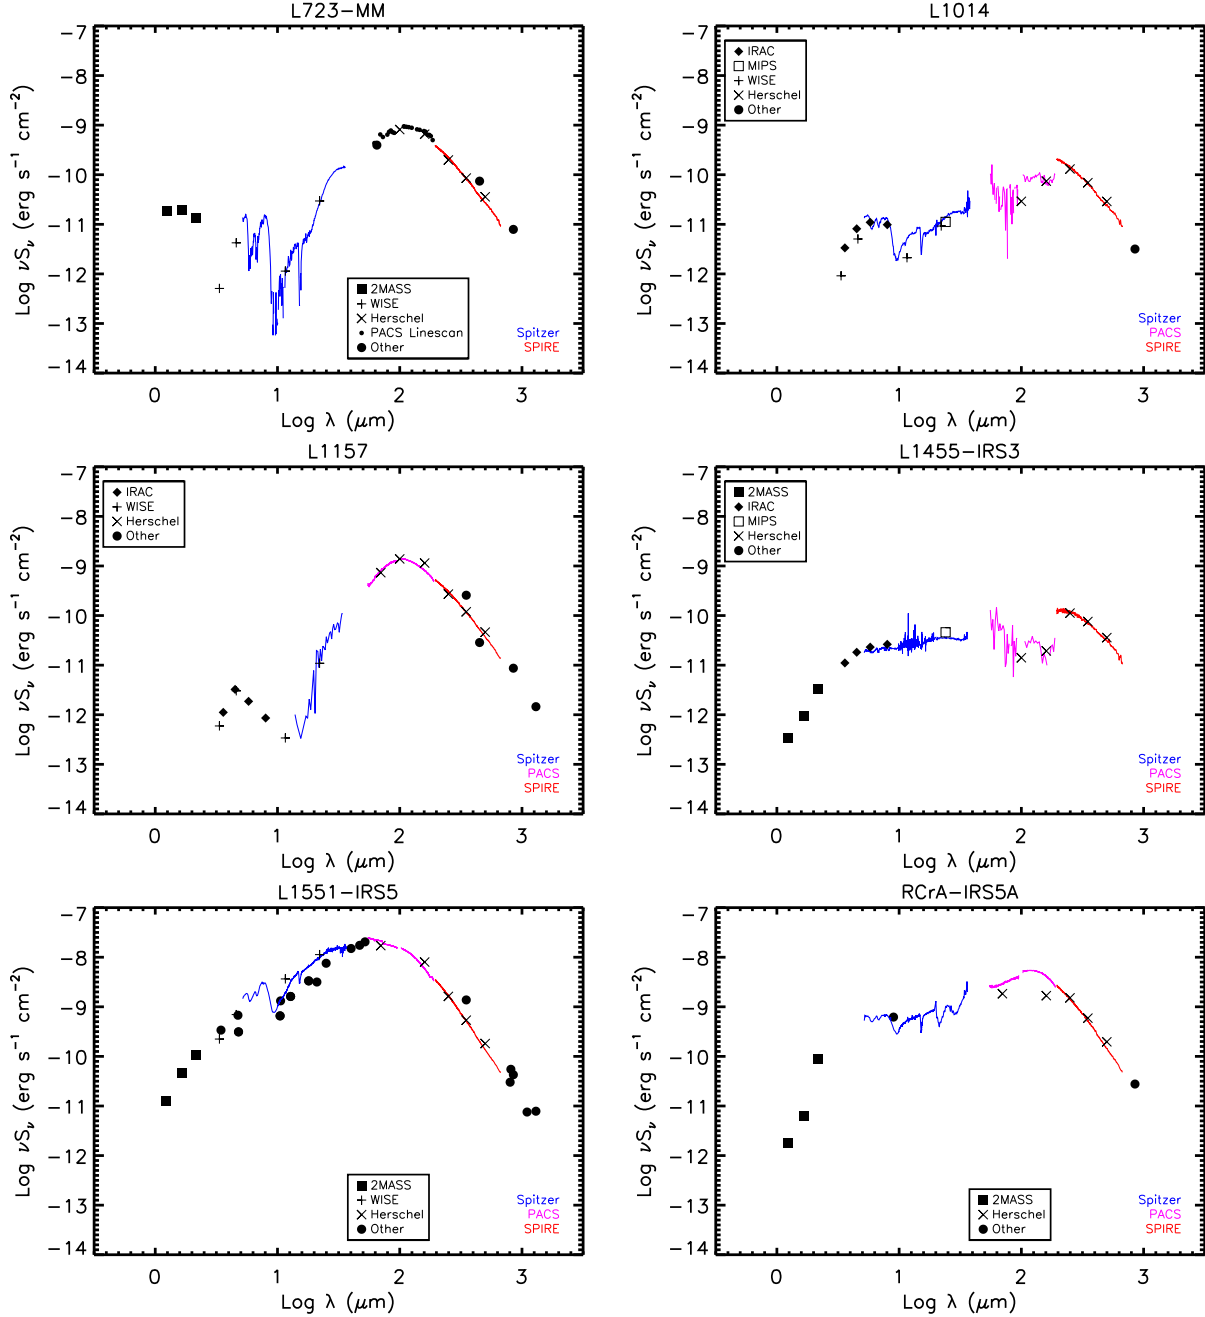 L723−MM
Log νSν (erg s−1 cm−2)
−7
−8
−9
−10
−11
−12
−13
−14
2MASS
WISE
Herschel
PACS Linescan
Other
Spitzer
SPIRE
0 1 2 3
Log λ (μm)
L1014
Log νSν (erg s−1 cm−2)
−7
−8
−9
−10
−11
−12
−13
−14
IRAC
MIPS
WISE
Herschel
Other
Spitzer
PACS
SPIRE
0 1 2 3
Log λ (μm)
L1157
Log νSν (erg s−1 cm−2)
−7
−8
−9
−10
−11
−12
−13
−14
IRAC
WISE
Herschel
Other
Spitzer
PACS
SPIRE
0 1 2 3
Log λ (μm)
L1455−IRS3
Log νSν (erg s−1 cm−2)
−7
−8
−9
−10
−11
−12
−13
−14
2MASS
IRAC
MIPS
Herschel
Other
Spitzer
PACS
SPIRE
0 1 2 3
Log λ (μm)
L1551−IRS5
Log νSν (erg s−1 cm−2)
−7
−8
−9
−10
−11
−12
−13
−14
2MASS
WISE
Herschel
Other
Spitzer
PACS
SPIRE
0 1 2 3
Log λ (μm)
RCrA−IRS5A
Log νSν (erg s−1 cm−2)
−7
−8
−9
−10
−11
−12
−13
−14
2MASS
Herschel
Other
Spitzer
PACS
SPIRE
0 1 2 3
Log λ (μm)